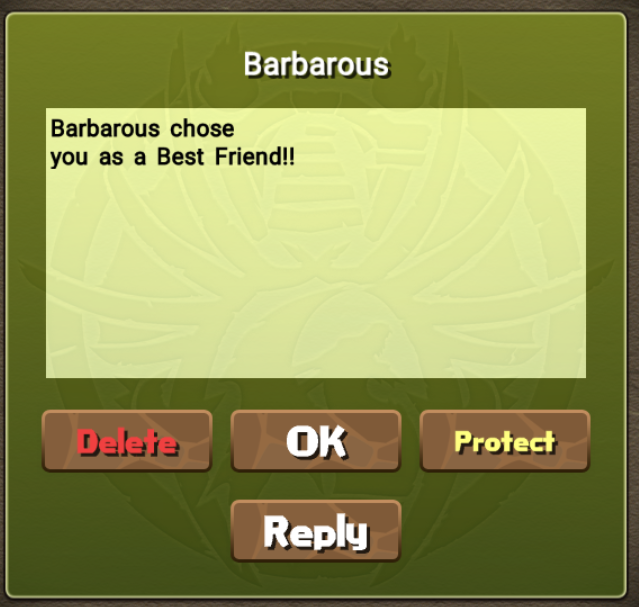 Barbarous
Barbarous chose
you as a Best Friend!!
Delete OK Protect
Reply